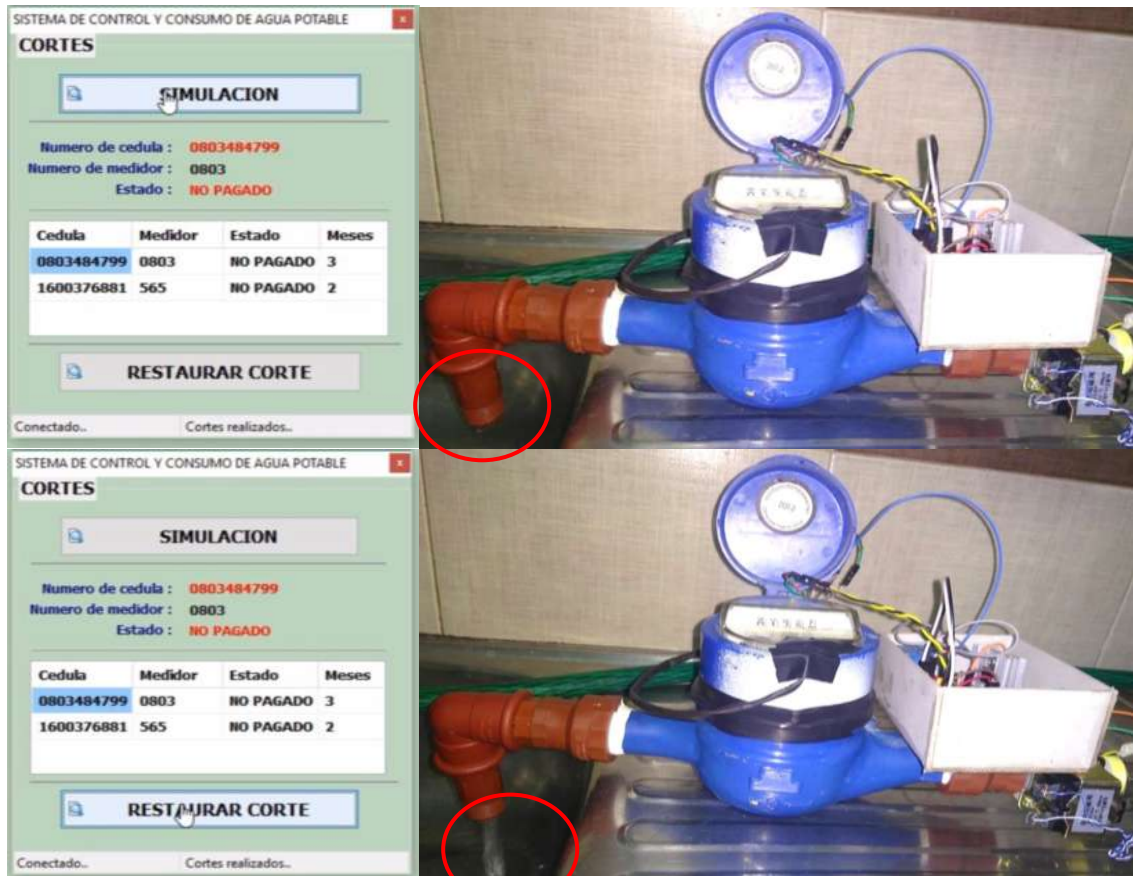 SISTEMA DE CONTROL Y CONSUMO DE AGUA POTABLE x
CORTES
SIMULACION
Numero de cedula : 0803484799
Numero de medidor : 0803
Estado : NO PAGADO
Cedula Medidor Estado Meses
0803484799 0803 NO PAGADO 3
1600376881 565 NO PAGADO 2
RESTAURAR CORTE
Conectado.. Cortes realizados..
SISTEMA DE CONTROL Y CONSUMO DE AGUA POTABLE x
CORTES
SIMULACION
Numero de cedula : 0803484799
Numero de medidor : 0803
Estado : NO PAGADO
Cedula Medidor Estado Meses
0803484799 0803 NO PAGADO 3
1600376881 565 NO PAGADO 2
RESTAURAR CORTE
Conectado.. Cortes realizados..